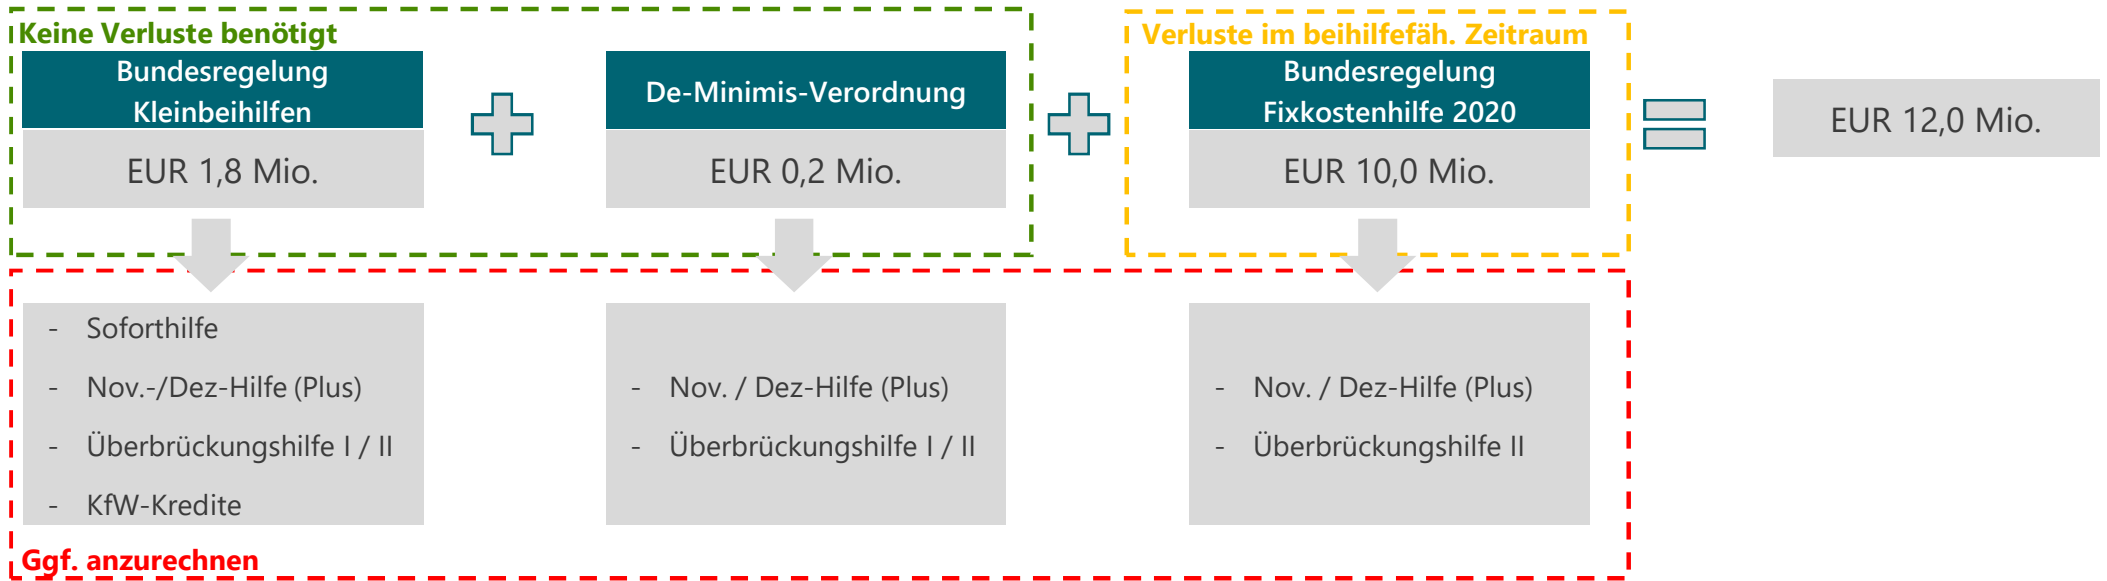 Keine Verluste benötigt
Bundesregelung
Kleinbeihilfen
EUR 1,8 Mio.
De-Minimis-Verordnung
EUR 0,2 Mio.
Verluste im beihilfefäh. Zeitraum
Bundesregelung
Fixkostenhilfe 2020
EUR 10,0 Mio.
EUR 12,0 Mio.
- Soforthilfe
- Nov.-/Dez-Hilfe (Plus)
- Überbrückungshilfe I / II
- KfW-Kredite
- Nov. / Dez-Hilfe (Plus)
- Überbrückungshilfe I / II
- Nov. / Dez-Hilfe (Plus)
- Überbrückungshilfe II
Ggf. anzurechnen